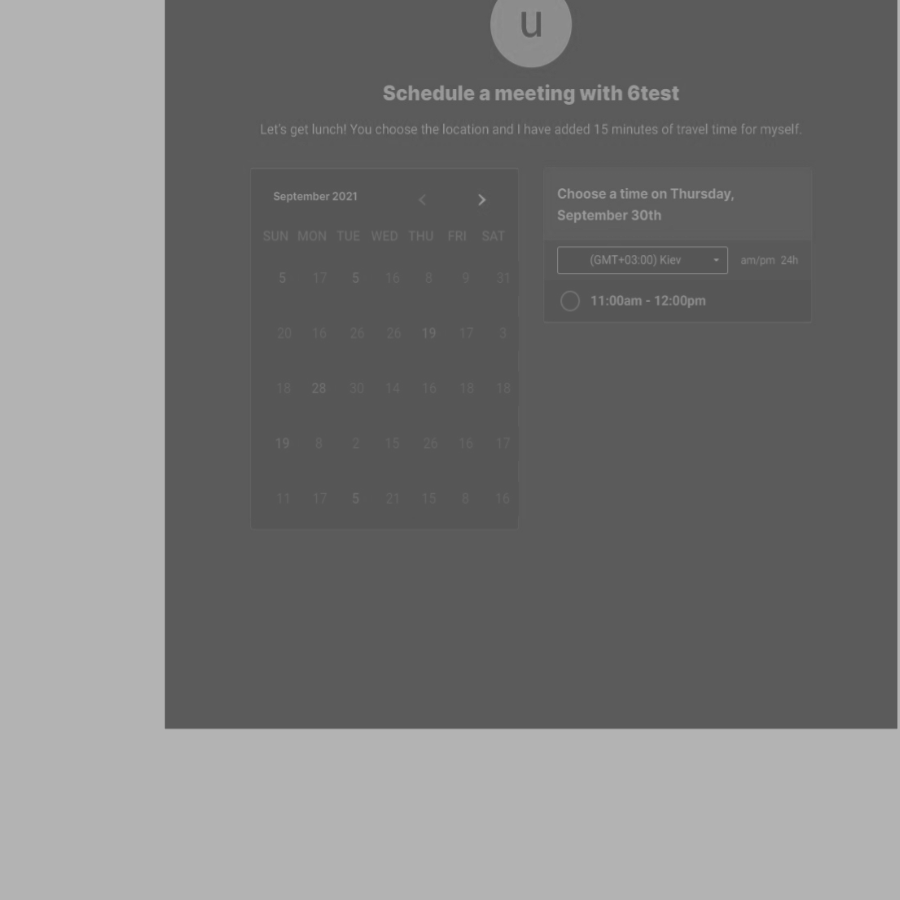 u
Schedule a meeting with 6test
Let's get lunch! You choose the location and I have added 15 minutes of travel time for myself.
September 2021
SUN MON TUE WED THU FRI SAT
5 17 5 16 8 9 31
20 16 26 26 19 17 3
18 28 30 14 16 18 18
19 8 2 15 26 16 17
11 17 5 21 15 8 16
Choose a time on Thursday,
September 30th
(GMT+03:00) Kiev am/pm 24h
11:00am - 12:00pm